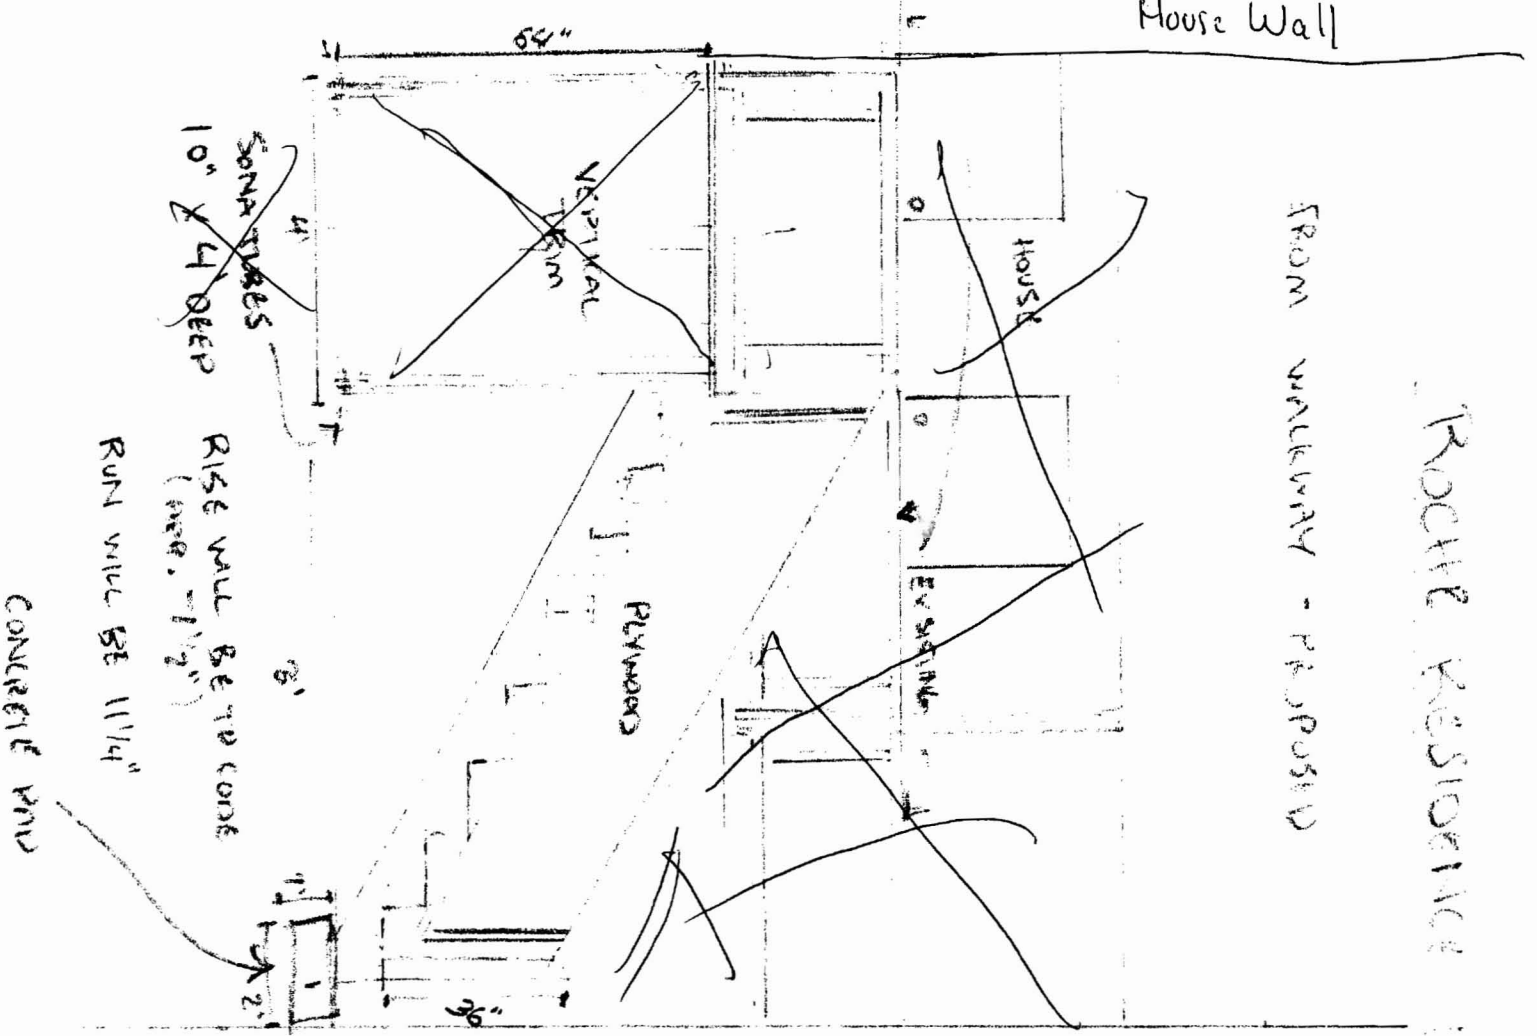 House Wall
ROCHE RESIDENCE
FROM WALKWAY - PROPOSED
HOUSE
EXISTING
VERTICAL
TRIM
PLYWOOD
4'
SONA TUBES
10" x 4' DEEP
8'
RISE WILL BE TO CODE
RUN WILL BE 11 1/4"
CONCRETE PAD
1'
2'
36"